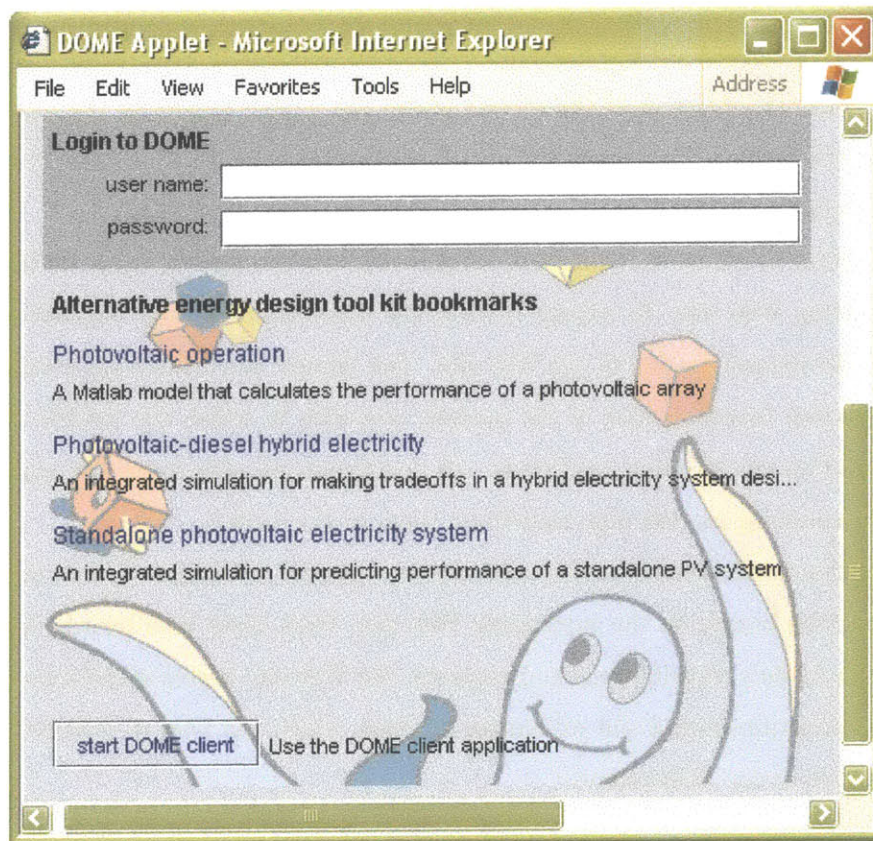 DOME Applet - Microsoft Internet Explorer
File Edit View Favorites Tools Help Address
Login to DOME
user name:
password:
Alternative energy design tool kit bookmarks
Photovoltaic operation
A Matlab model that calculates the performance of a photovoltaic array
Photovoltaic-diesel hybrid electricity
An integrated simulation for making tradeoffs in a hybrid electricity system desi...
Standalone photovoltaic electricity system
An integrated simulation for predicting performance of a standalone PV system
start DOME client Use the DOME client application